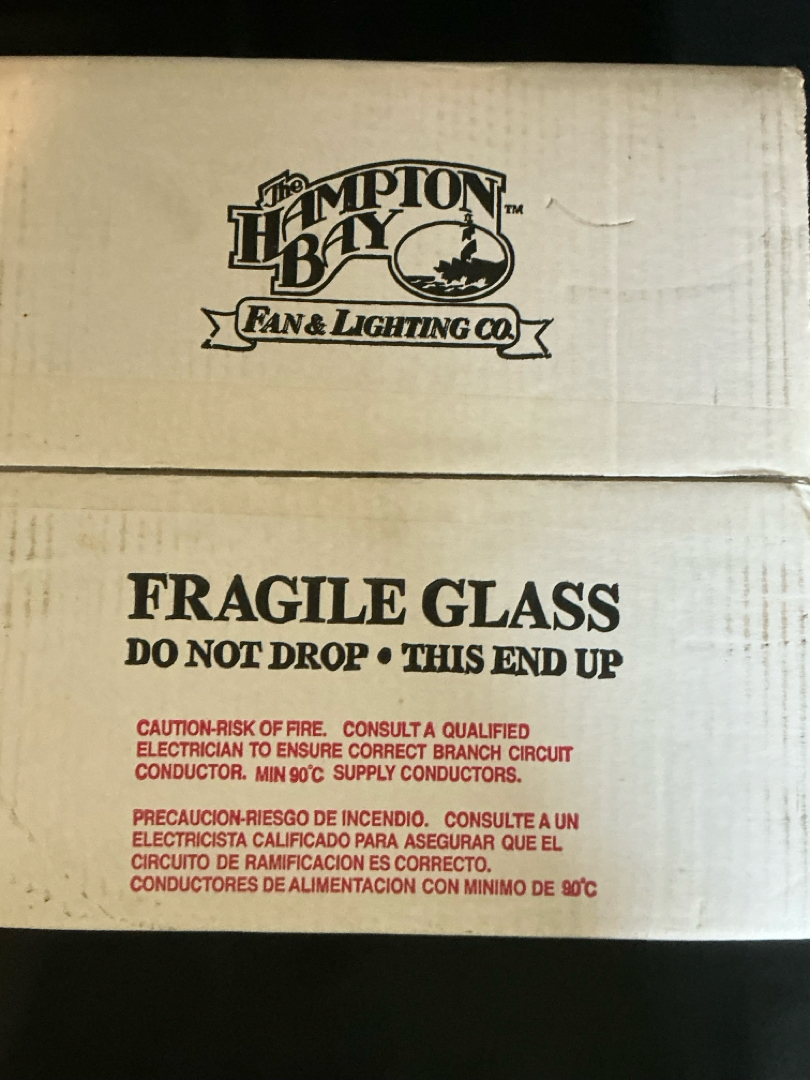 The
HAMPTON
BAY TM
FAN & LIGHTING CO.
FRAGILE GLASS
DO NOT DROP • THIS END UP
CAUTION-RISK OF FIRE. CONSULT A QUALIFIED
ELECTRICIAN TO ENSURE CORRECT BRANCH CIRCUIT
CONDUCTOR. MIN 90°C SUPPLY CONDUCTORS.
PRECAUCION-RIESGO DE INCENDIO. CONSULTE A UN
ELECTRICISTA CALIFICADO PARA ASEGURAR QUE EL
CIRCUITO DE RAMIFICACION ES CORRECTO.
CONDUCTORES DE ALIMENTACION CON MINIMO DE 90°C